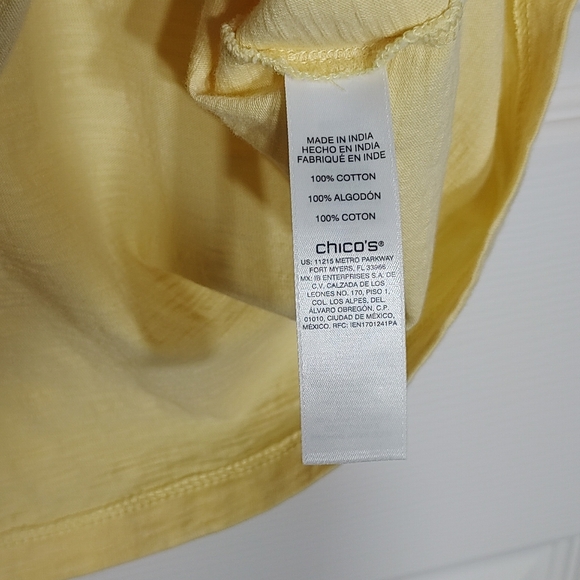 MADE IN INDIA
HECHO EN INDIA
FABRIQUÉ EN INDE
100% COTTON
100% ALGODÓN
100% COTON
chico's®
US: 11215 METRO PARKWAY
FORT MYERS, FL 33966
MX: IB ENTERPRISES S.A. DE
C.V. CALZADA DE LOS
LEONES NO. 170, PISO 1,
COL. LOS ALPES, DEL.
ÁLVARO OBREGÓN, C.P.
01010, CIUDAD DE MÉXICO,
MÉXICO. RFC: IEN1701241PA